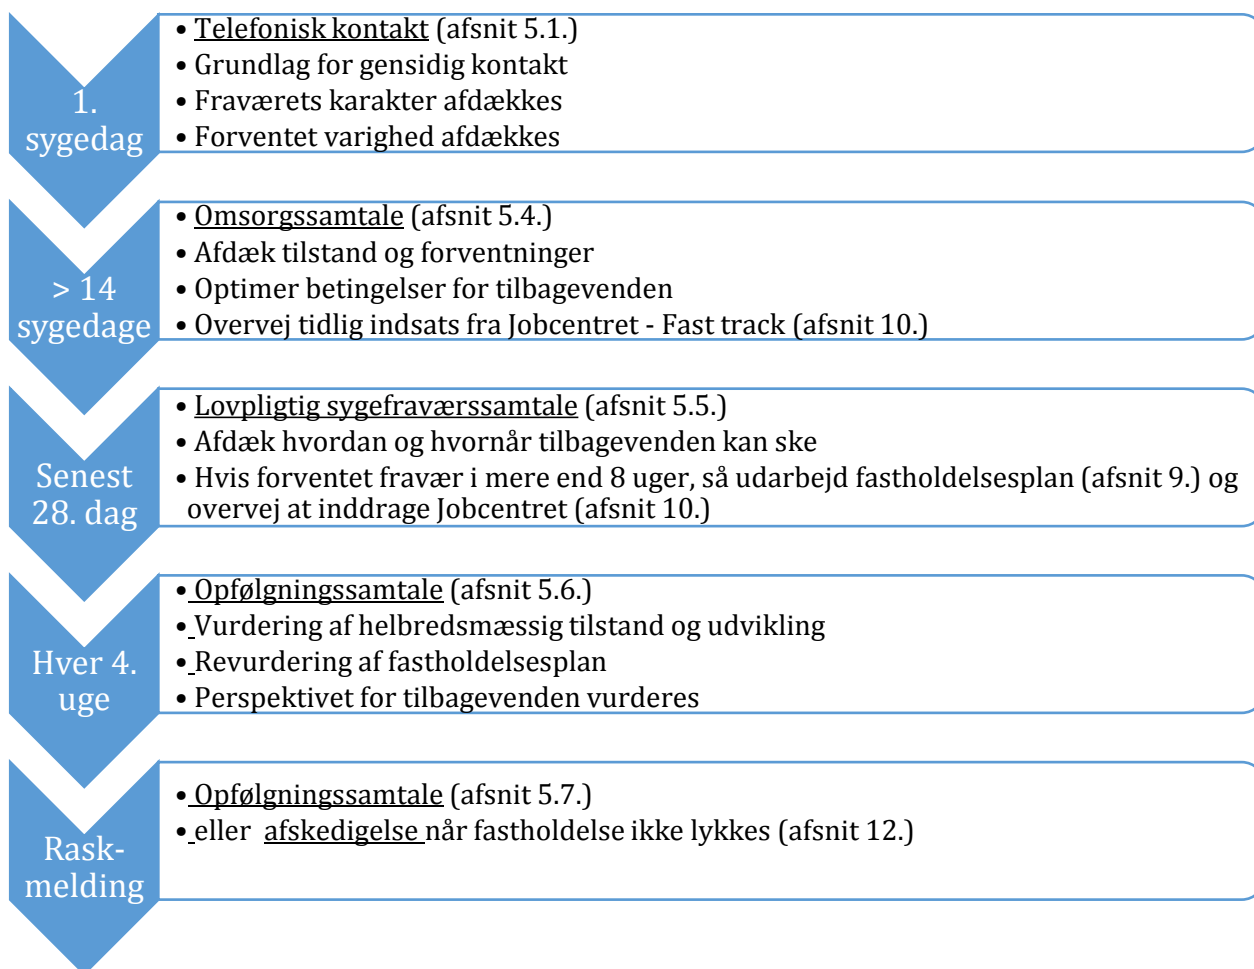 1.
sygedag
• Telefonisk kontakt (afsnit 5.1.)
• Grundlag for gensidig kontakt
• Fraværets karakter afdækkes
• Forventet varighed afdækkes
> 14
sygedage
• Omsorgssamtale (afsnit 5.4.)
• Afdæk tilstand og forventninger
• Optimer betingelser for tilbagevenden
• Overvej tidlig indsats fra Jobcentret - Fast track (afsnit 10.)
Senest
28. dag
• Lovpligtig sygefraværssamtale (afsnit 5.5.)
• Afdæk hvordan og hvornår tilbagevenden kan ske
• Hvis forventet fravær i mere end 8 uger, så udarbejd fastholdelsesplan (afsnit 9.) og
overvej at inddrage Jobcentret (afsnit 10.)
Hver 4.
uge
• Opfølgningssamtale (afsnit 5.6.)
• Vurdering af helbredsmæssig tilstand og udvikling
• Revurdering af fastholdelsesplan
• Perspektivet for tilbagevenden vurderes
Rask-
melding
• Opfølgningssamtale (afsnit 5.7.)
• eller afskedigelse når fastholdelse ikke lykkes (afsnit 12.)